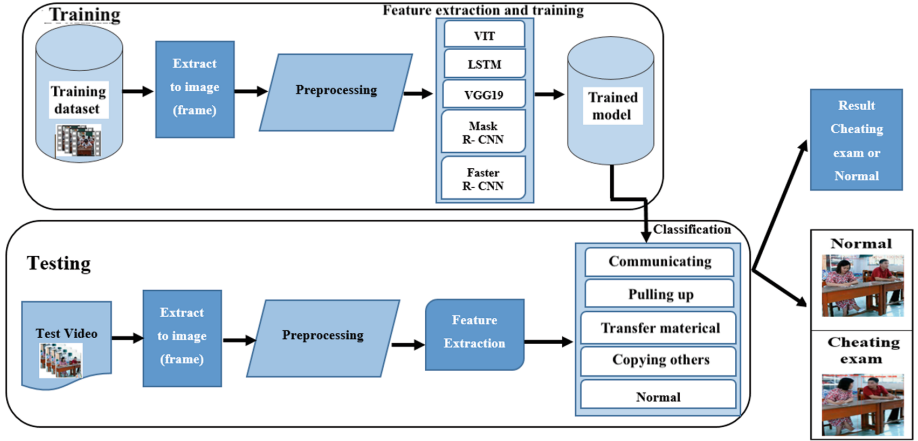 Training
Training
dataset
Extract
to image
(frame)
Preprocessing
Feature extraction and training
VIT
LSTM
VGG19
Mask
R- CNN
Faster
R- CNN
Trained
model
Testing
Test Video
Extract
to image
(frame)
Preprocessing
Feature
Extraction
Classification
Communicating
Pulling up
Transfer materical
Copying others
Normal
Result
Cheating
exam or
Normal
Normal
Cheating
exam